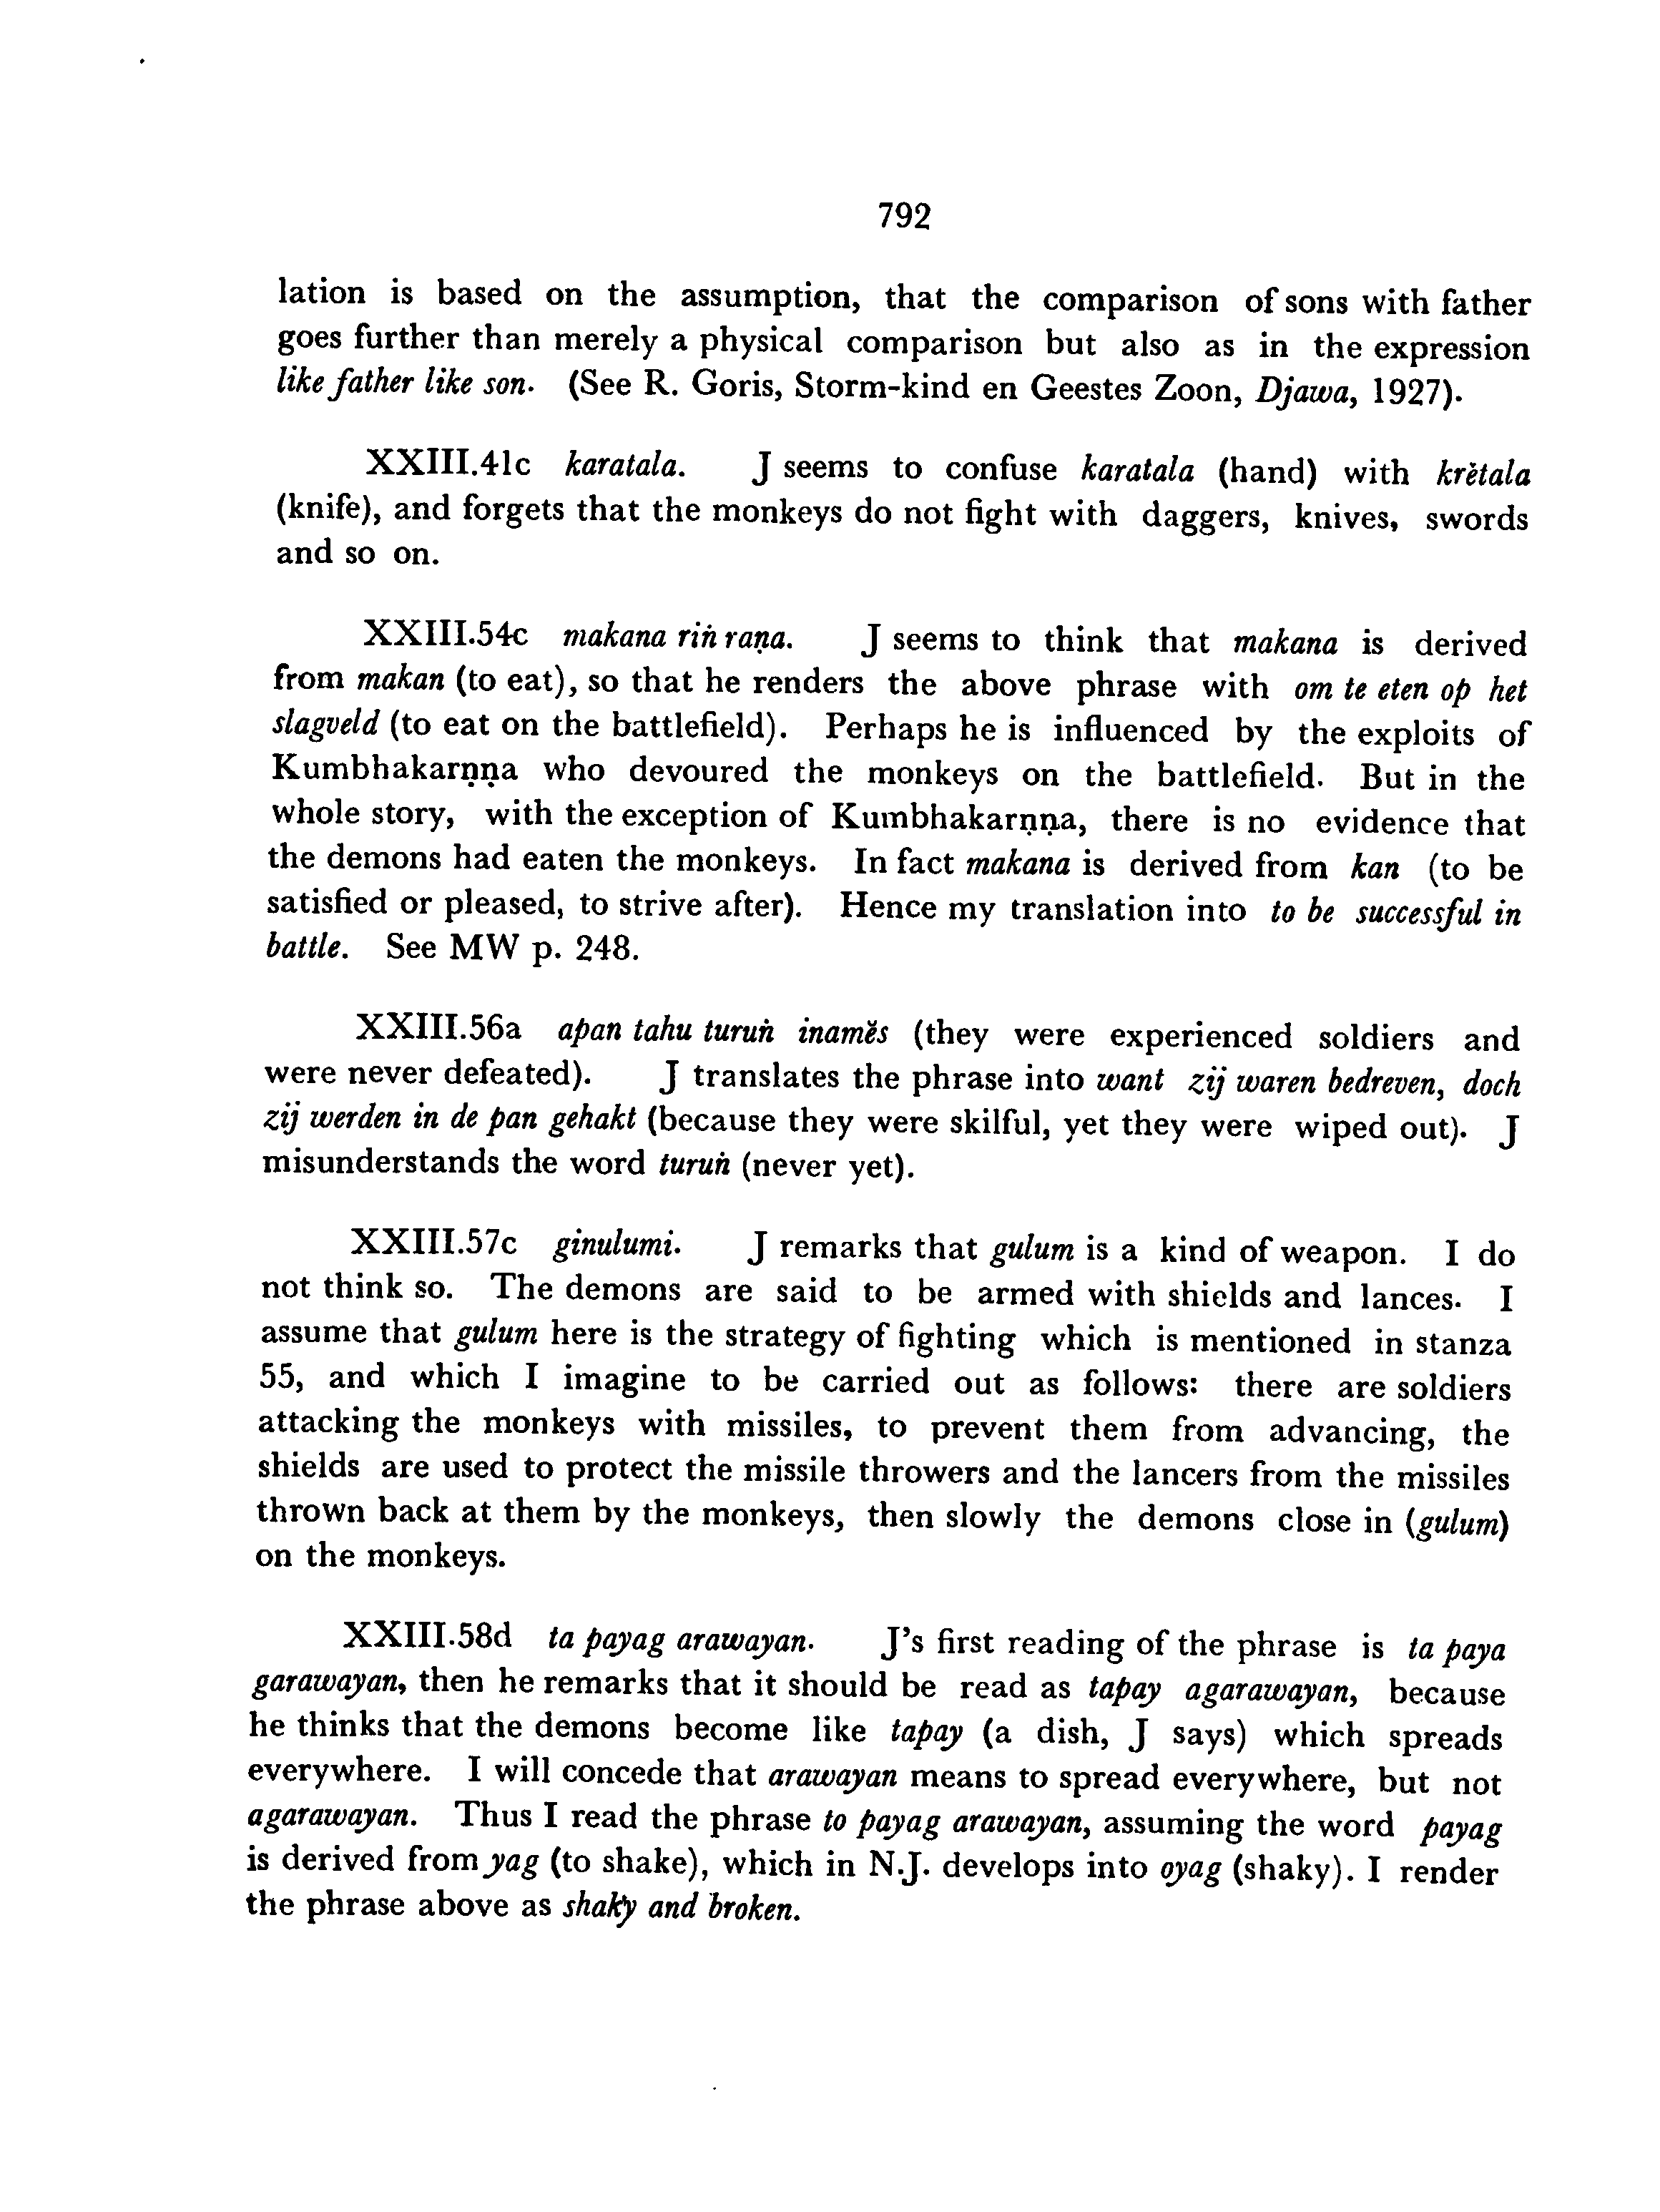 792
lation is based on the assumption, that the comparison of sons with father
goes further than merely a physical comparison but also as in the expression
like father like son. (See R. Goris, Storm-kind en Geestes Zoon, Djawa, 1927).
XXIII.41c karatala. J seems to confuse karatala (hand) with krĕtala
(knife), and forgets that the monkeys do not fight with daggers, knives, swords
and so on.
XXIII.54c makana riṅ raṇa. J seems to think that makana is derived
from makan (to eat), so that he renders the above phrase with om te eten op het
slagveld (to eat on the battlefield). Perhaps he is influenced by the exploits of
Kumbhakarṇṇa who devoured the monkeys on the battlefield. But in the
whole story, with the exception of Kumbhakarṇṇa, there is no evidence that
the demons had eaten the monkeys. In fact makana is derived from kan (to be
satisfied or pleased, to strive after). Hence my translation into to be successful in
battle. See MW p. 248.
XXIII.56a apan tahu turuṅ inamĕs (they were experienced soldiers and
were never defeated). J translates the phrase into want zij waren bedreven, doch
zij werden in de pan gehakt (because they were skilful, yet they were wiped out). J
misunderstands the word turuṅ (never yet).
XXIII.57c ginulumi. J remarks that gulum is a kind of weapon. I do
not think so. The demons are said to be armed with shields and lances. I
assume that gulum here is the strategy of fighting which is mentioned in stanza
55, and which I imagine to be carried out as follows: there are soldiers
attacking the monkeys with missiles, to prevent them from advancing, the
shields are used to protect the missile throwers and the lancers from the missiles
thrown back at them by the monkeys, then slowly the demons close in (gulum)
on the monkeys.
XXIII.58d ta payag arawayan. J's first reading of the phrase is ta paya
garawayan, then he remarks that it should be read as tapay agarawayan, because
he thinks that the demons become like tapay (a dish, J says) which spreads
everywhere. I will concede that arawayan means to spread everywhere, but not
agarawayan. Thus I read the phrase to payag arawayan, assuming the word payag
is derived from yag (to shake), which in N.J. develops into oyag (shaky). I render
the phrase above as shaky and broken.